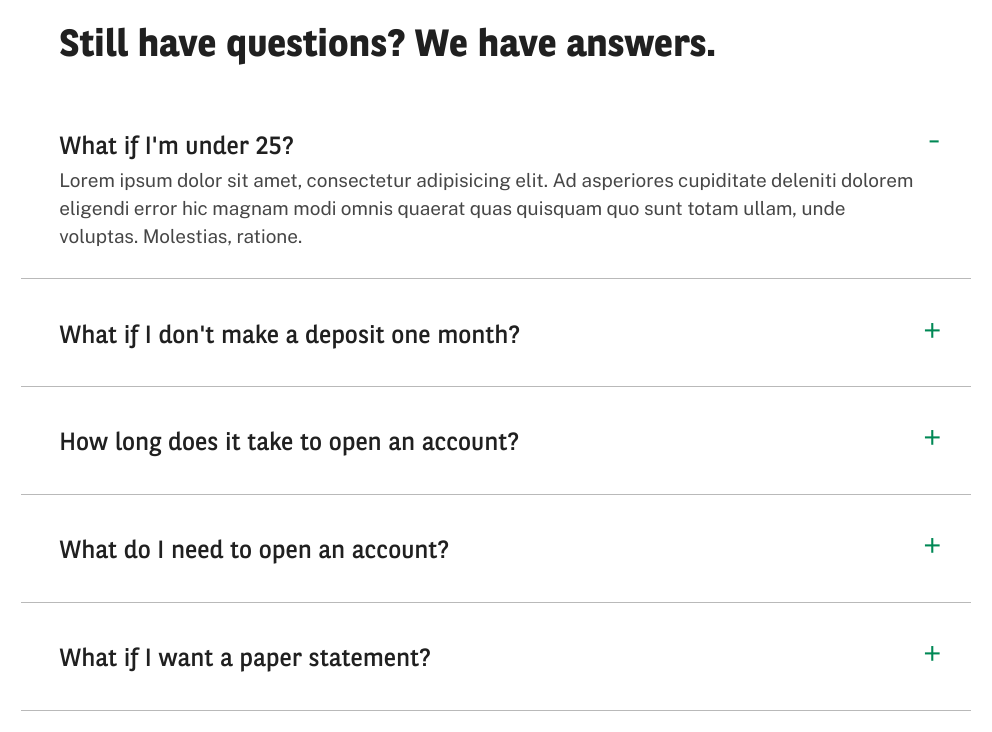 Still have questions? We have answers.
What if I'm under 25? -
Lorem ipsum dolor sit amet, consectetur adipisicing elit. Ad asperiores cupiditate deleniti dolorem
eligendi error hic magnam modi omnis quaerat quas quisquam quo sunt totam ullam, unde
voluptas. Molestias, ratione.
What if I don't make a deposit one month? +
How long does it take to open an account? +
What do I need to open an account? +
What if I want a paper statement? +